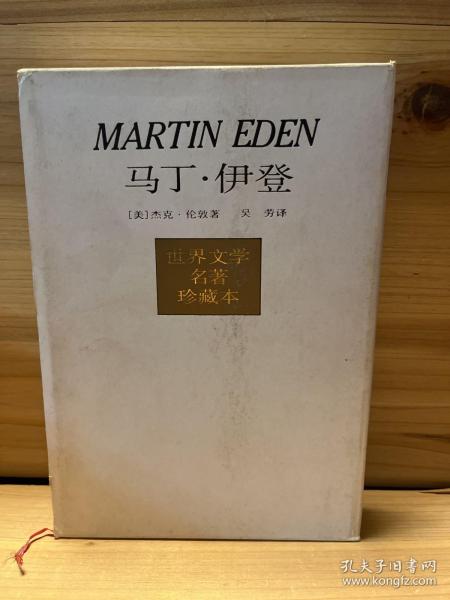 MARTIN EDEN
马丁·伊登
[美]杰克·伦敦著 吴 劳译
世界文学
名著
珍藏本
孔夫子旧书网
www.kongfz.com